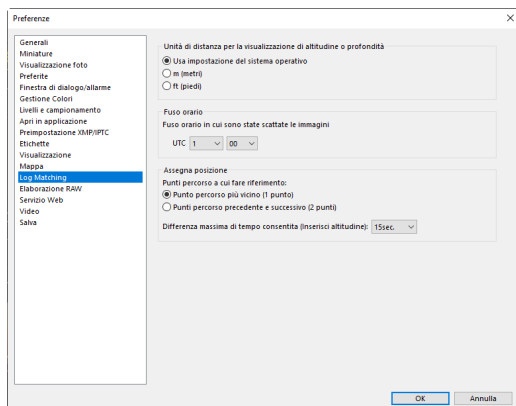 Preferenze
Generali
Miniature
Visualizzazione foto
Preferite
Finestra di dialogo/allarme
Gestione Colori
Livelli e campionamento
Apri in applicazione
Preimpostazione XMP/IPTC
Etichette
Visualizzazione
Mappa
Log Matching
Elaborazione RAW
Servizio Web
Video
Salva
Unità di distanza per la visualizzazione di altitudine o profondità
Usa impostazione del sistema operativo
m (metri)
ft (piedi)
Fuso orario
Fuso orario in cui sono state scattate le immagini
UTC 1 00
Assegna posizione
Punti percorso a cui fare riferimento:
Punto percorso più vicino (1 punto)
Punti percorso precedente e successivo (2 punti)
Differenza massima di tempo consentita (Inserisci altitudine): 15sec.
OK Annulla